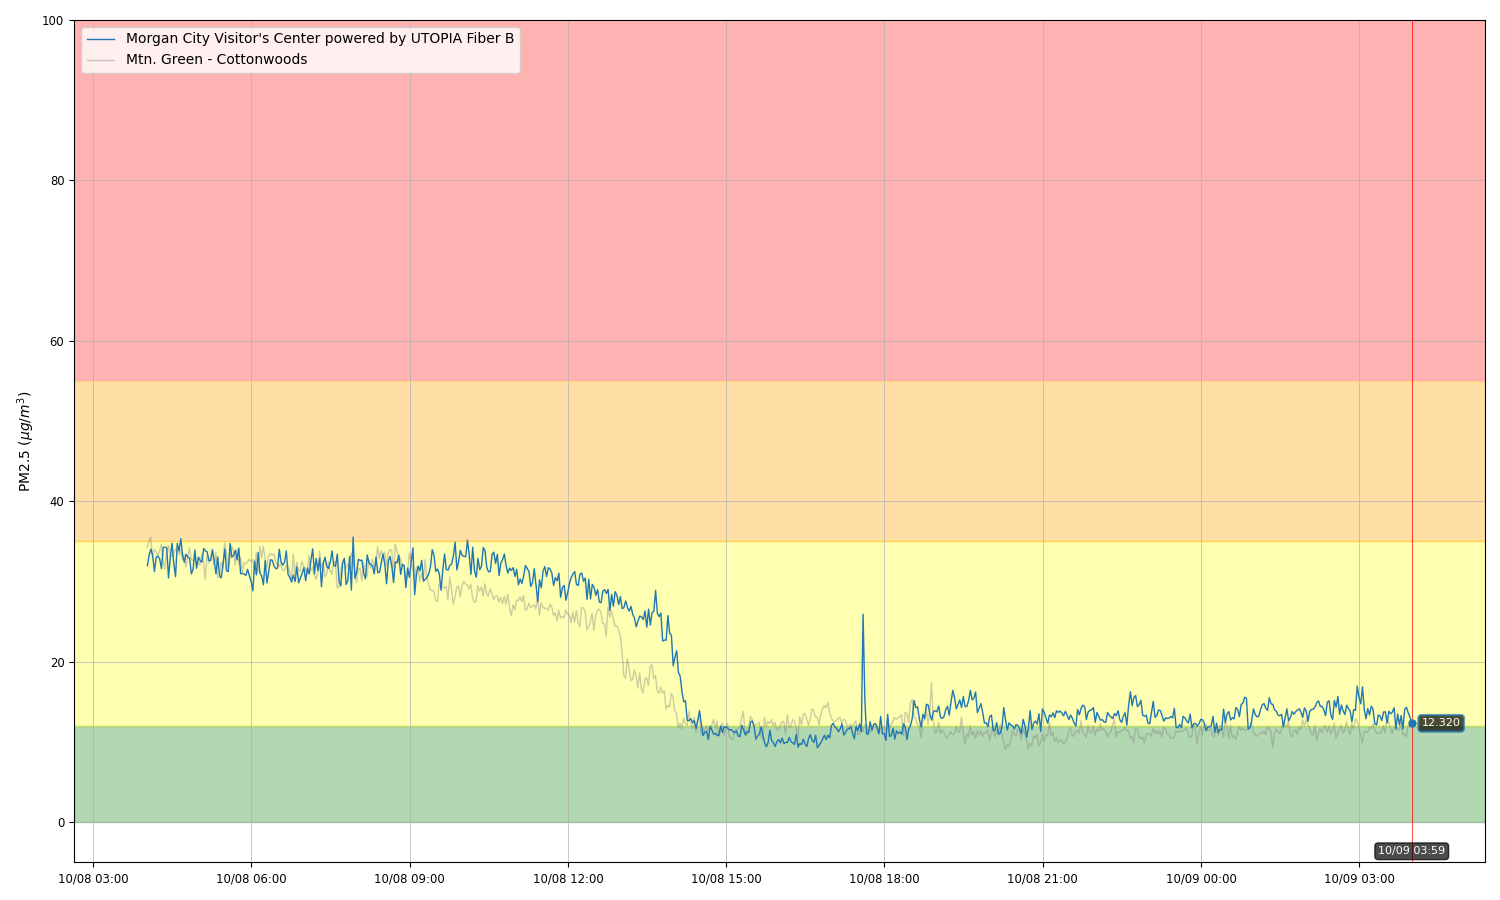 100
Morgan City Visitor's Center powered by UTOPIA Fiber B
Mtn. Green - Cottonwoods
80
60
PM2.5 (μg/m³)
40
20
12.320
0
10/09 03:59
10/08 03:00 10/08 06:00 10/08 09:00 10/08 12:00 10/08 15:00 10/08 18:00 10/08 21:00 10/09 00:00 10/09 03:00